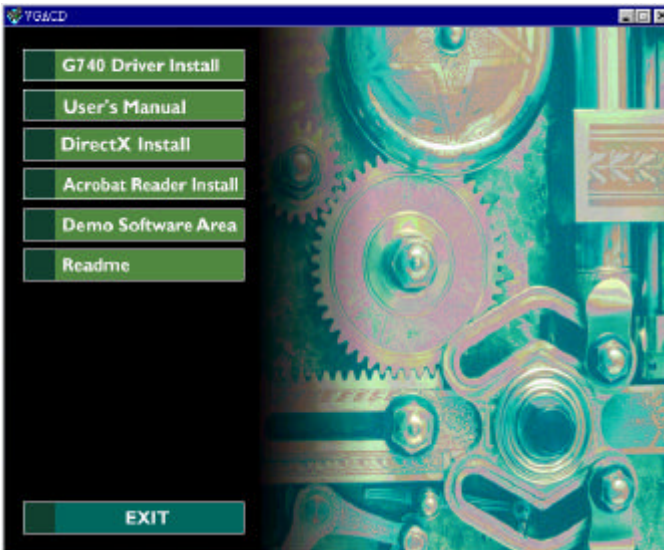 VGACD
G740 Driver Install
User's Manual
DirectX Install
Acrobat Reader Install
Demo Software Area
Readme
EXIT